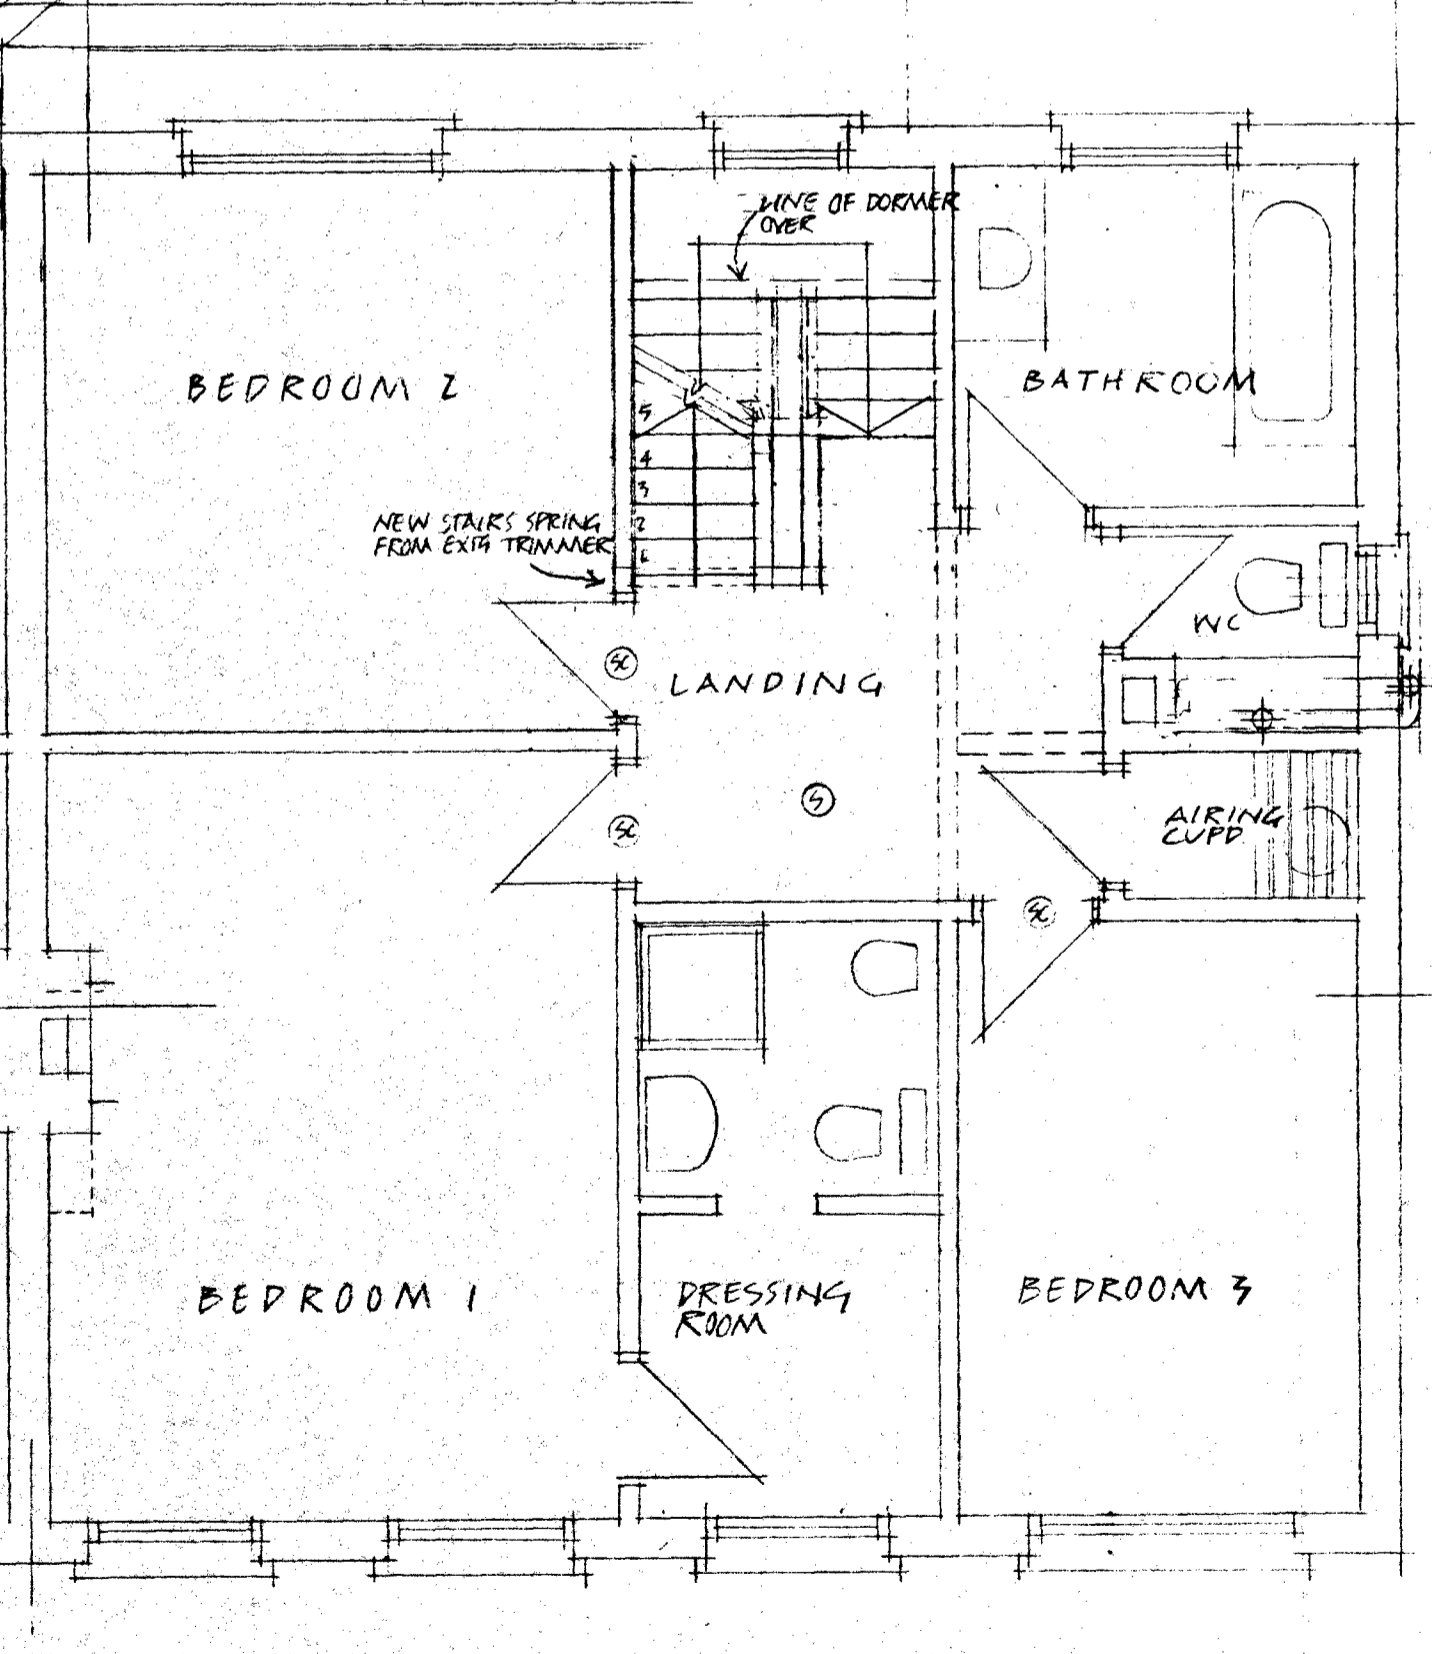 LINE OF DORMER
OVER
BEDROOM 2
BATHROOM
5
4
3
2
1
NEW STAIRS SPRING
FROM EXTG TRIMMER
WC
SC
LANDING
S
SC
AIRING
CUPD
SC
BEDROOM 1
DRESSING
ROOM
BEDROOM 3